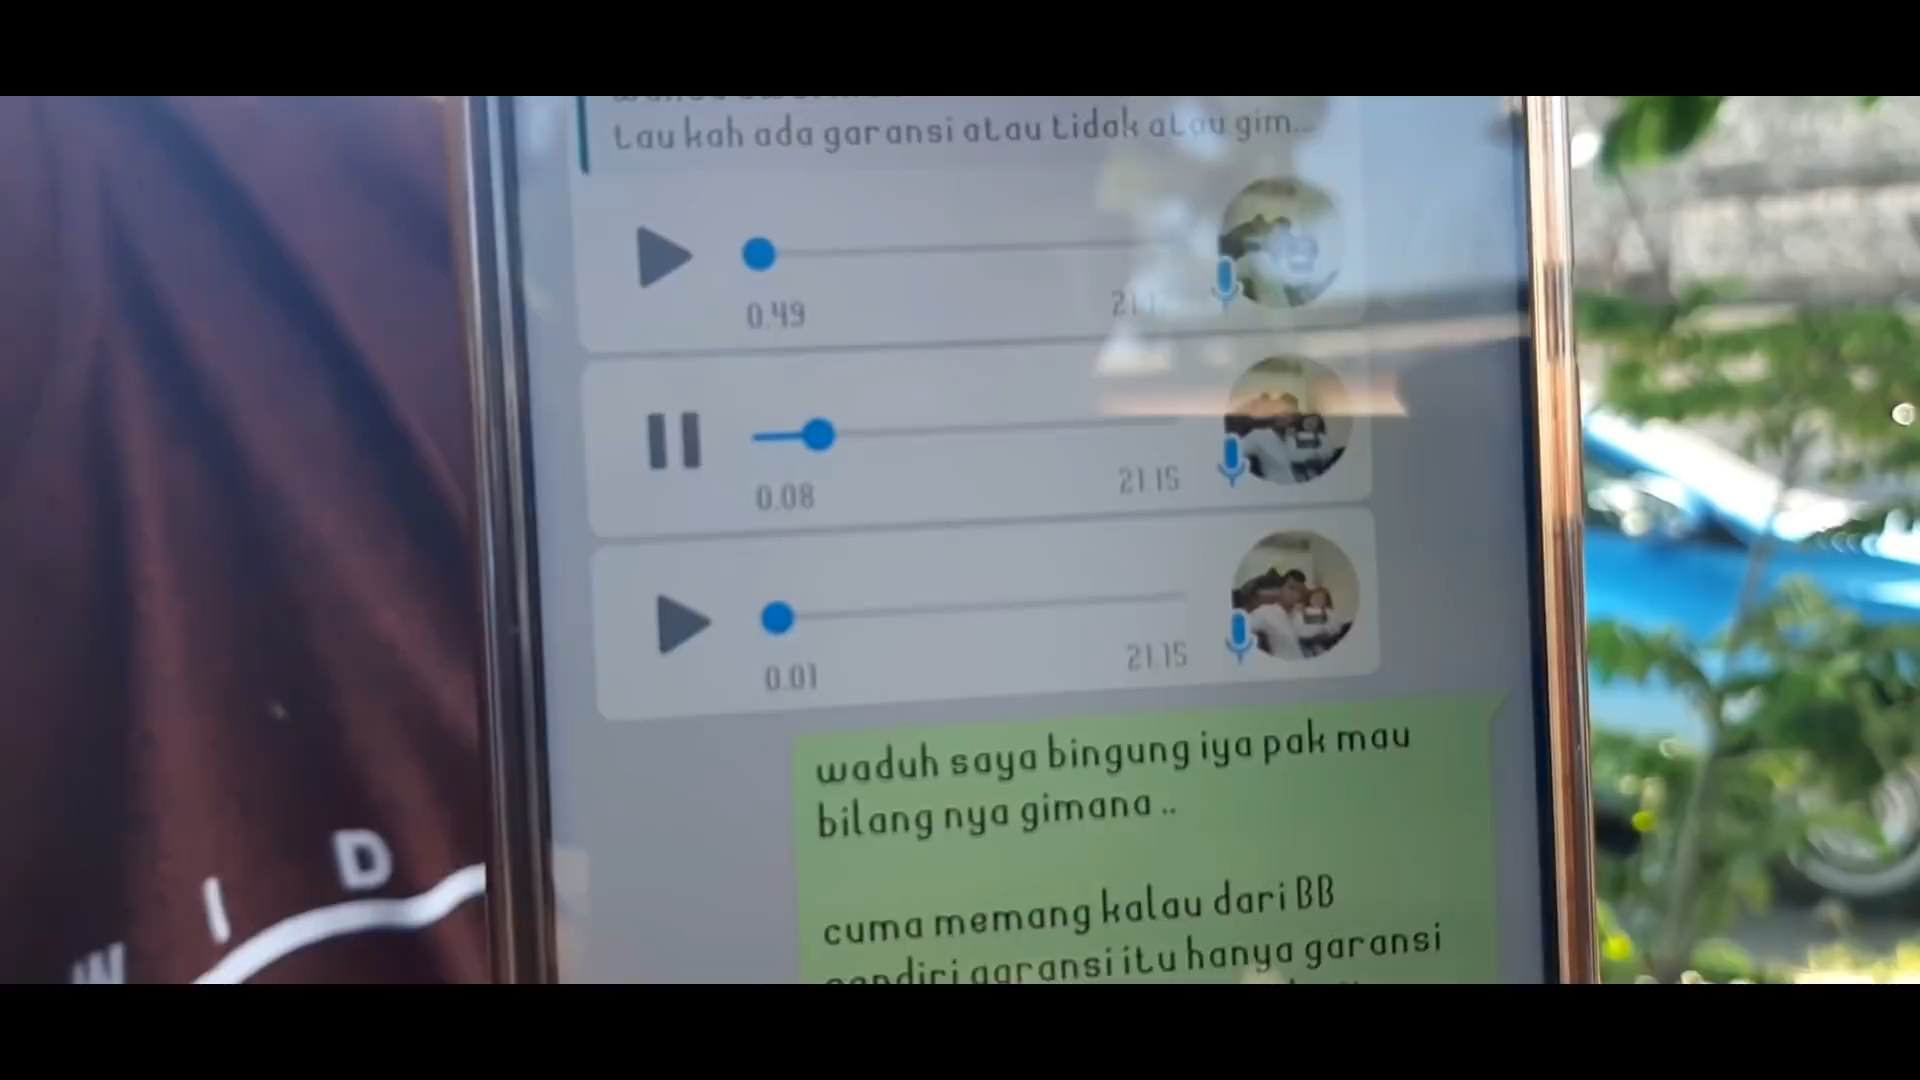 tau kah ada garansi atau tidak atau gim...
0.49
0.08 21.15
0.01 21.15
waduh saya bingung iya pak mau
bilang nya gimana ..
cuma memang kalau dari BB
sendiri garansi itu hanya garansi
W I D